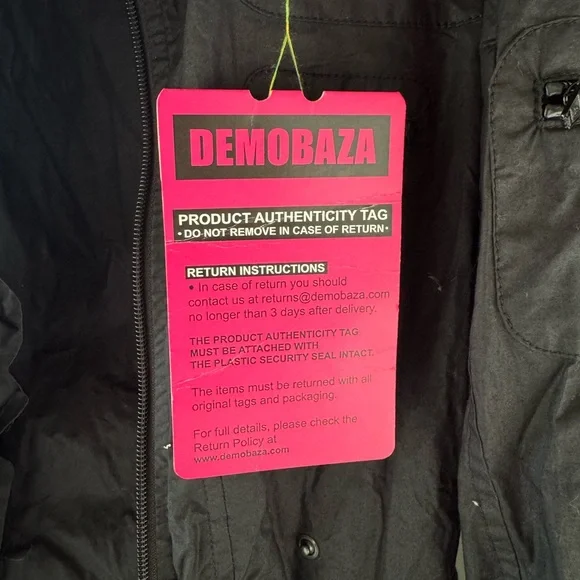 DEMOBAZA
PRODUCT AUTHENTICITY TAG
• DO NOT REMOVE IN CASE OF RETURN •
RETURN INSTRUCTIONS
• In case of return you should
contact us at returns@demobaza.com
no longer than 3 days after delivery.
THE PRODUCT AUTHENTICITY TAG
MUST BE ATTACHED WITH
THE PLASTIC SECURITY SEAL INTACT.
The items must be returned with all
original tags and packaging.
For full details, please check the
Return Policy at
www.demobaza.com